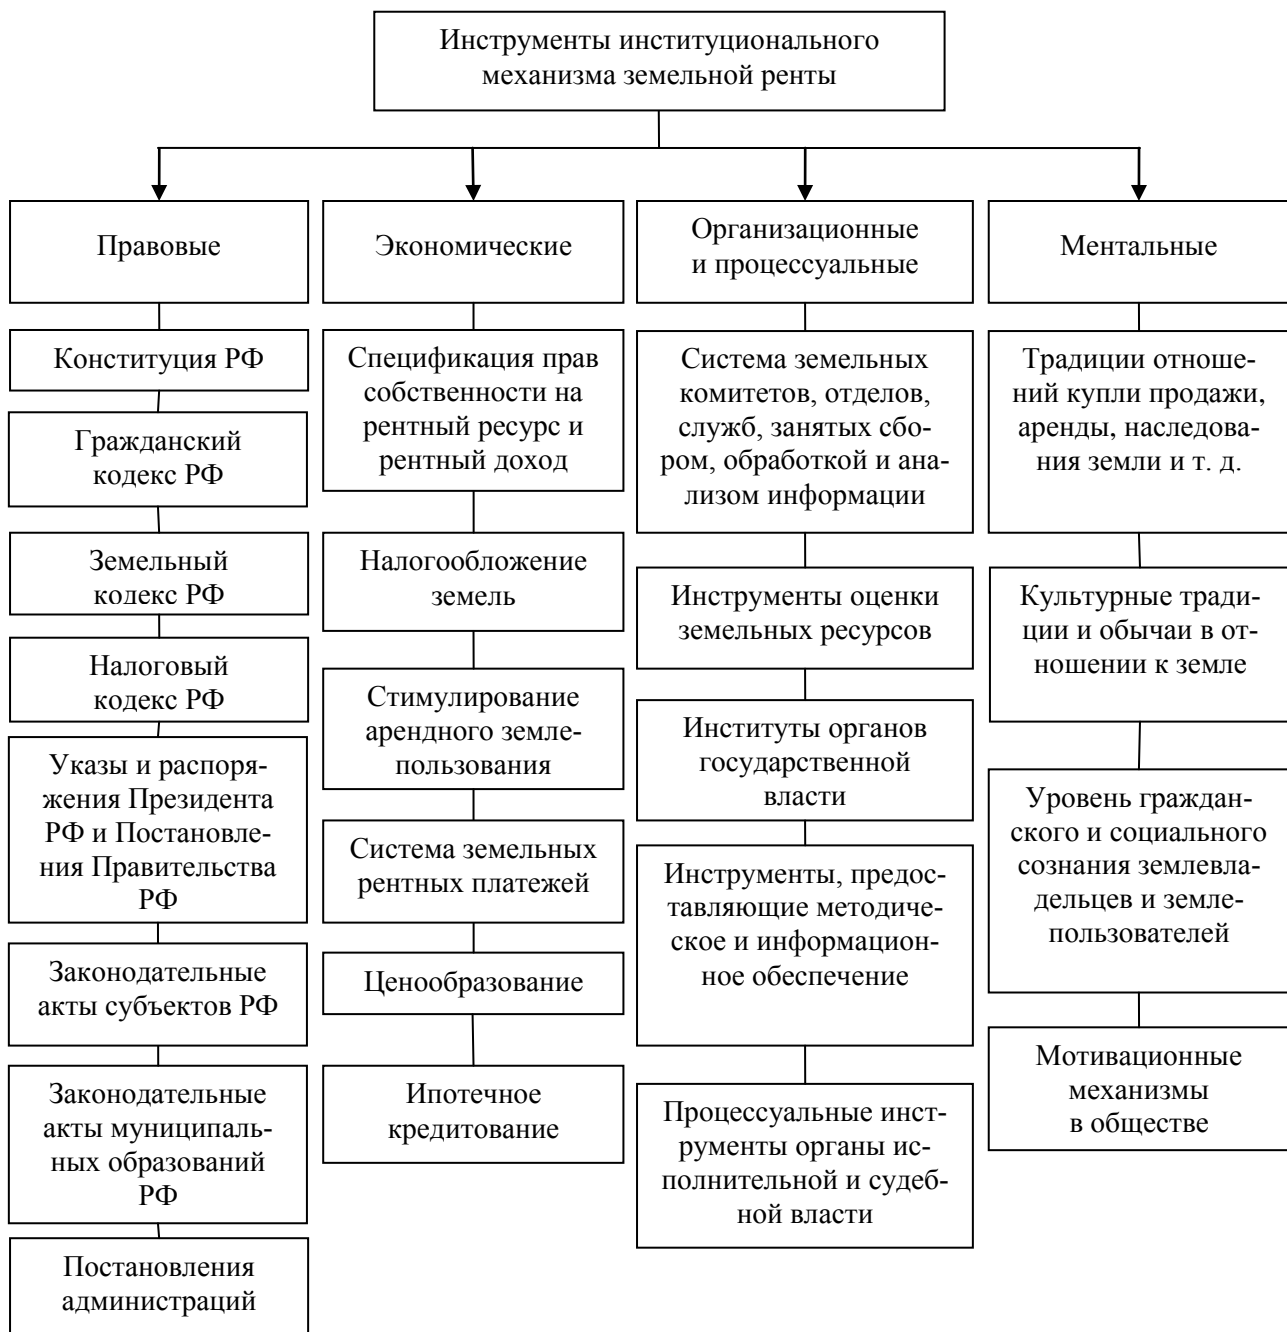 Инструменты институционального
механизма земельной ренты
Правовые
Экономические
Организационные
и процессуальные
Ментальные
Конституция РФ
Гражданский
кодекс РФ
Земельный
кодекс РФ
Налоговый
кодекс РФ
Указы и распоря-
жения Президента
РФ и Постановле-
ния Правительства
РФ
Законодательные
акты субъектов РФ
Законодательные
акты муниципаль-
ных образований
РФ
Постановления
администраций
Спецификация прав
собственности на
рентный ресурс и
рентный доход
Налогообложение
земель
Стимулирование
арендного земле-
пользования
Система земельных
рентных платежей
Ценообразование
Ипотечное
кредитование
Система земельных
комитетов, отделов,
служб, занятых сбо-
ром, обработкой и ана-
лизом информации
Инструменты оценки
земельных ресурсов
Институты органов
государственной
власти
Инструменты, предос-
тавляющие методиче-
ское и информацион-
ное обеспечение
Процессуальные инст-
рументы органы ис-
полнительной и судеб-
ной власти
Традиции отноше-
ний купли продажи,
аренды, наследова-
ния земли и т. д.
Культурные тради-
ции и обычаи в от-
ношении к земле
Уровень граждан-
ского и социального
сознания землевла-
дельцев и земле-
пользователей
Мотивационные
механизмы
в обществе